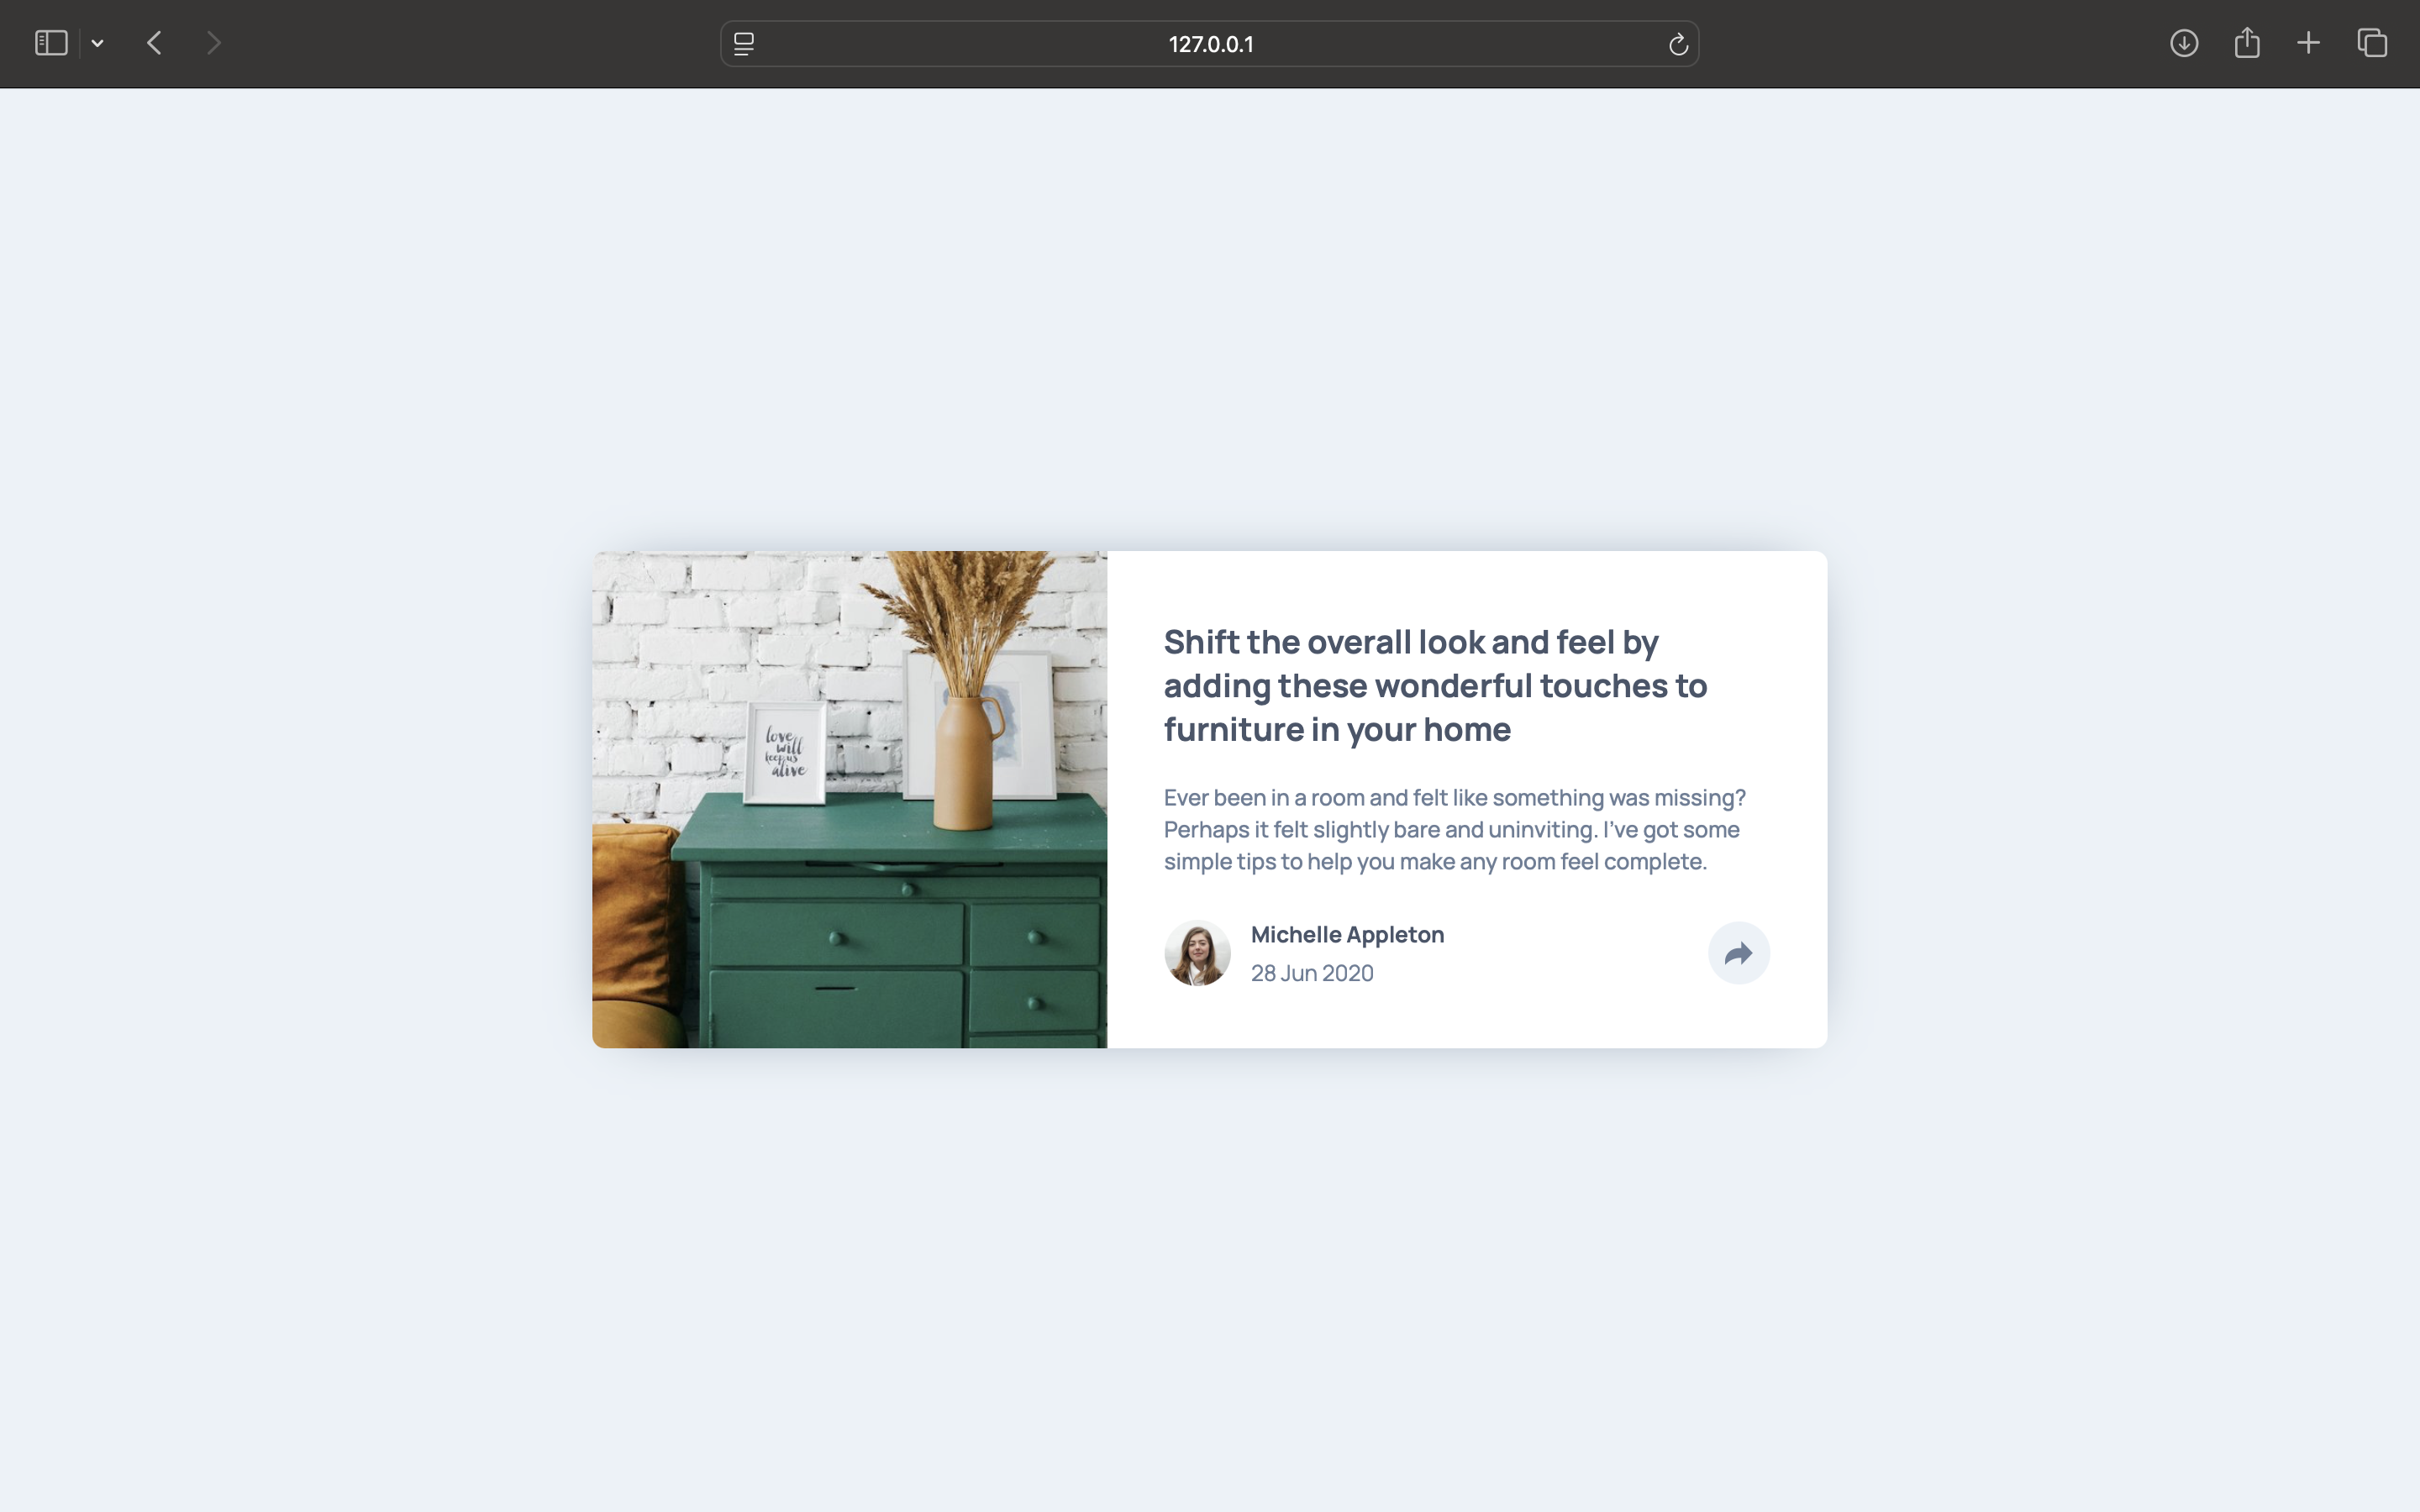 127.0.0.1
love
will
keep us
alive
Shift the overall look and feel by
adding these wonderful touches to
furniture in your home
Ever been in a room and felt like something was missing?
Perhaps it felt slightly bare and uninviting. I’ve got some
simple tips to help you make any room feel complete.
Michelle Appleton
28 Jun 2020